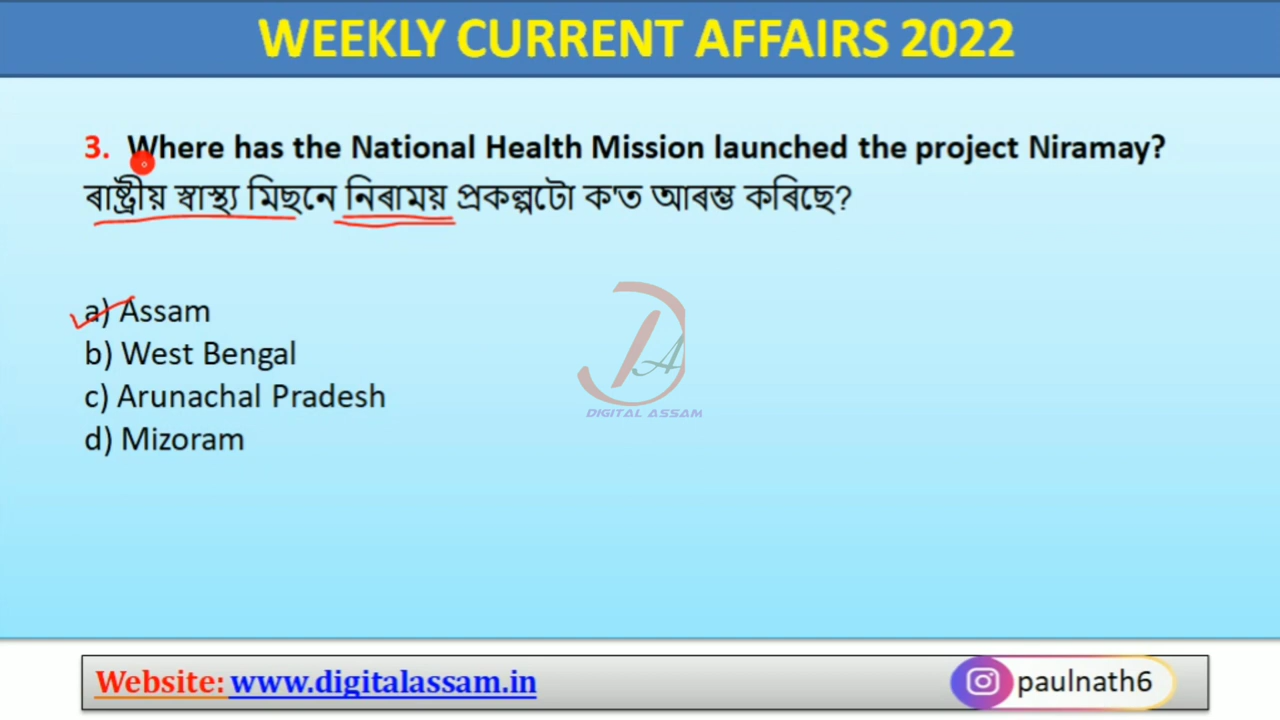 WEEKLY CURRENT AFFAIRS 2022
3. Where has the National Health Mission launched the project Niramay?
ৰাষ্ট্ৰীয় স্বাস্থ্য মিছনে নিৰাময় প্ৰকল্পটো ক'ত আৰম্ভ কৰিছে?
a) Assam
b) West Bengal
c) Arunachal Pradesh
d) Mizoram
DA
DIGITAL ASSAM
Website: www.digitalassam.in
paulnath6